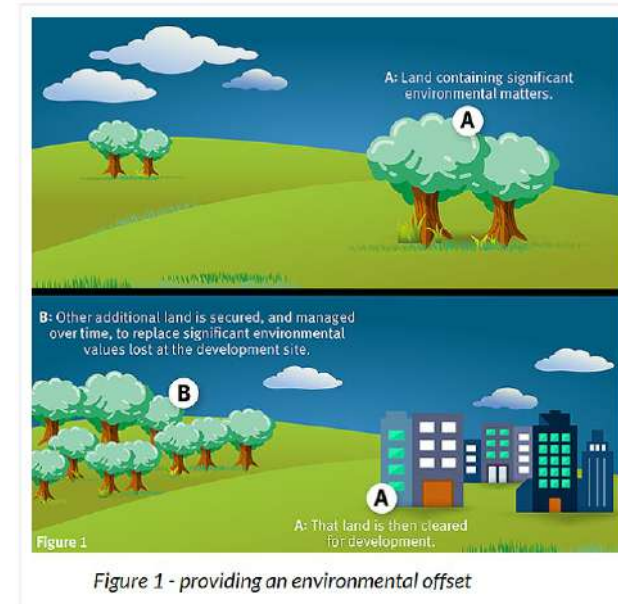 A: Land containing significant
environmental matters.
A
B: Other additional land is secured, and managed
over time, to replace significant environmental
values lost at the development site.
B
A
A: That land is then cleared
for development.
Figure 1
Figure 1 - providing an environmental offset